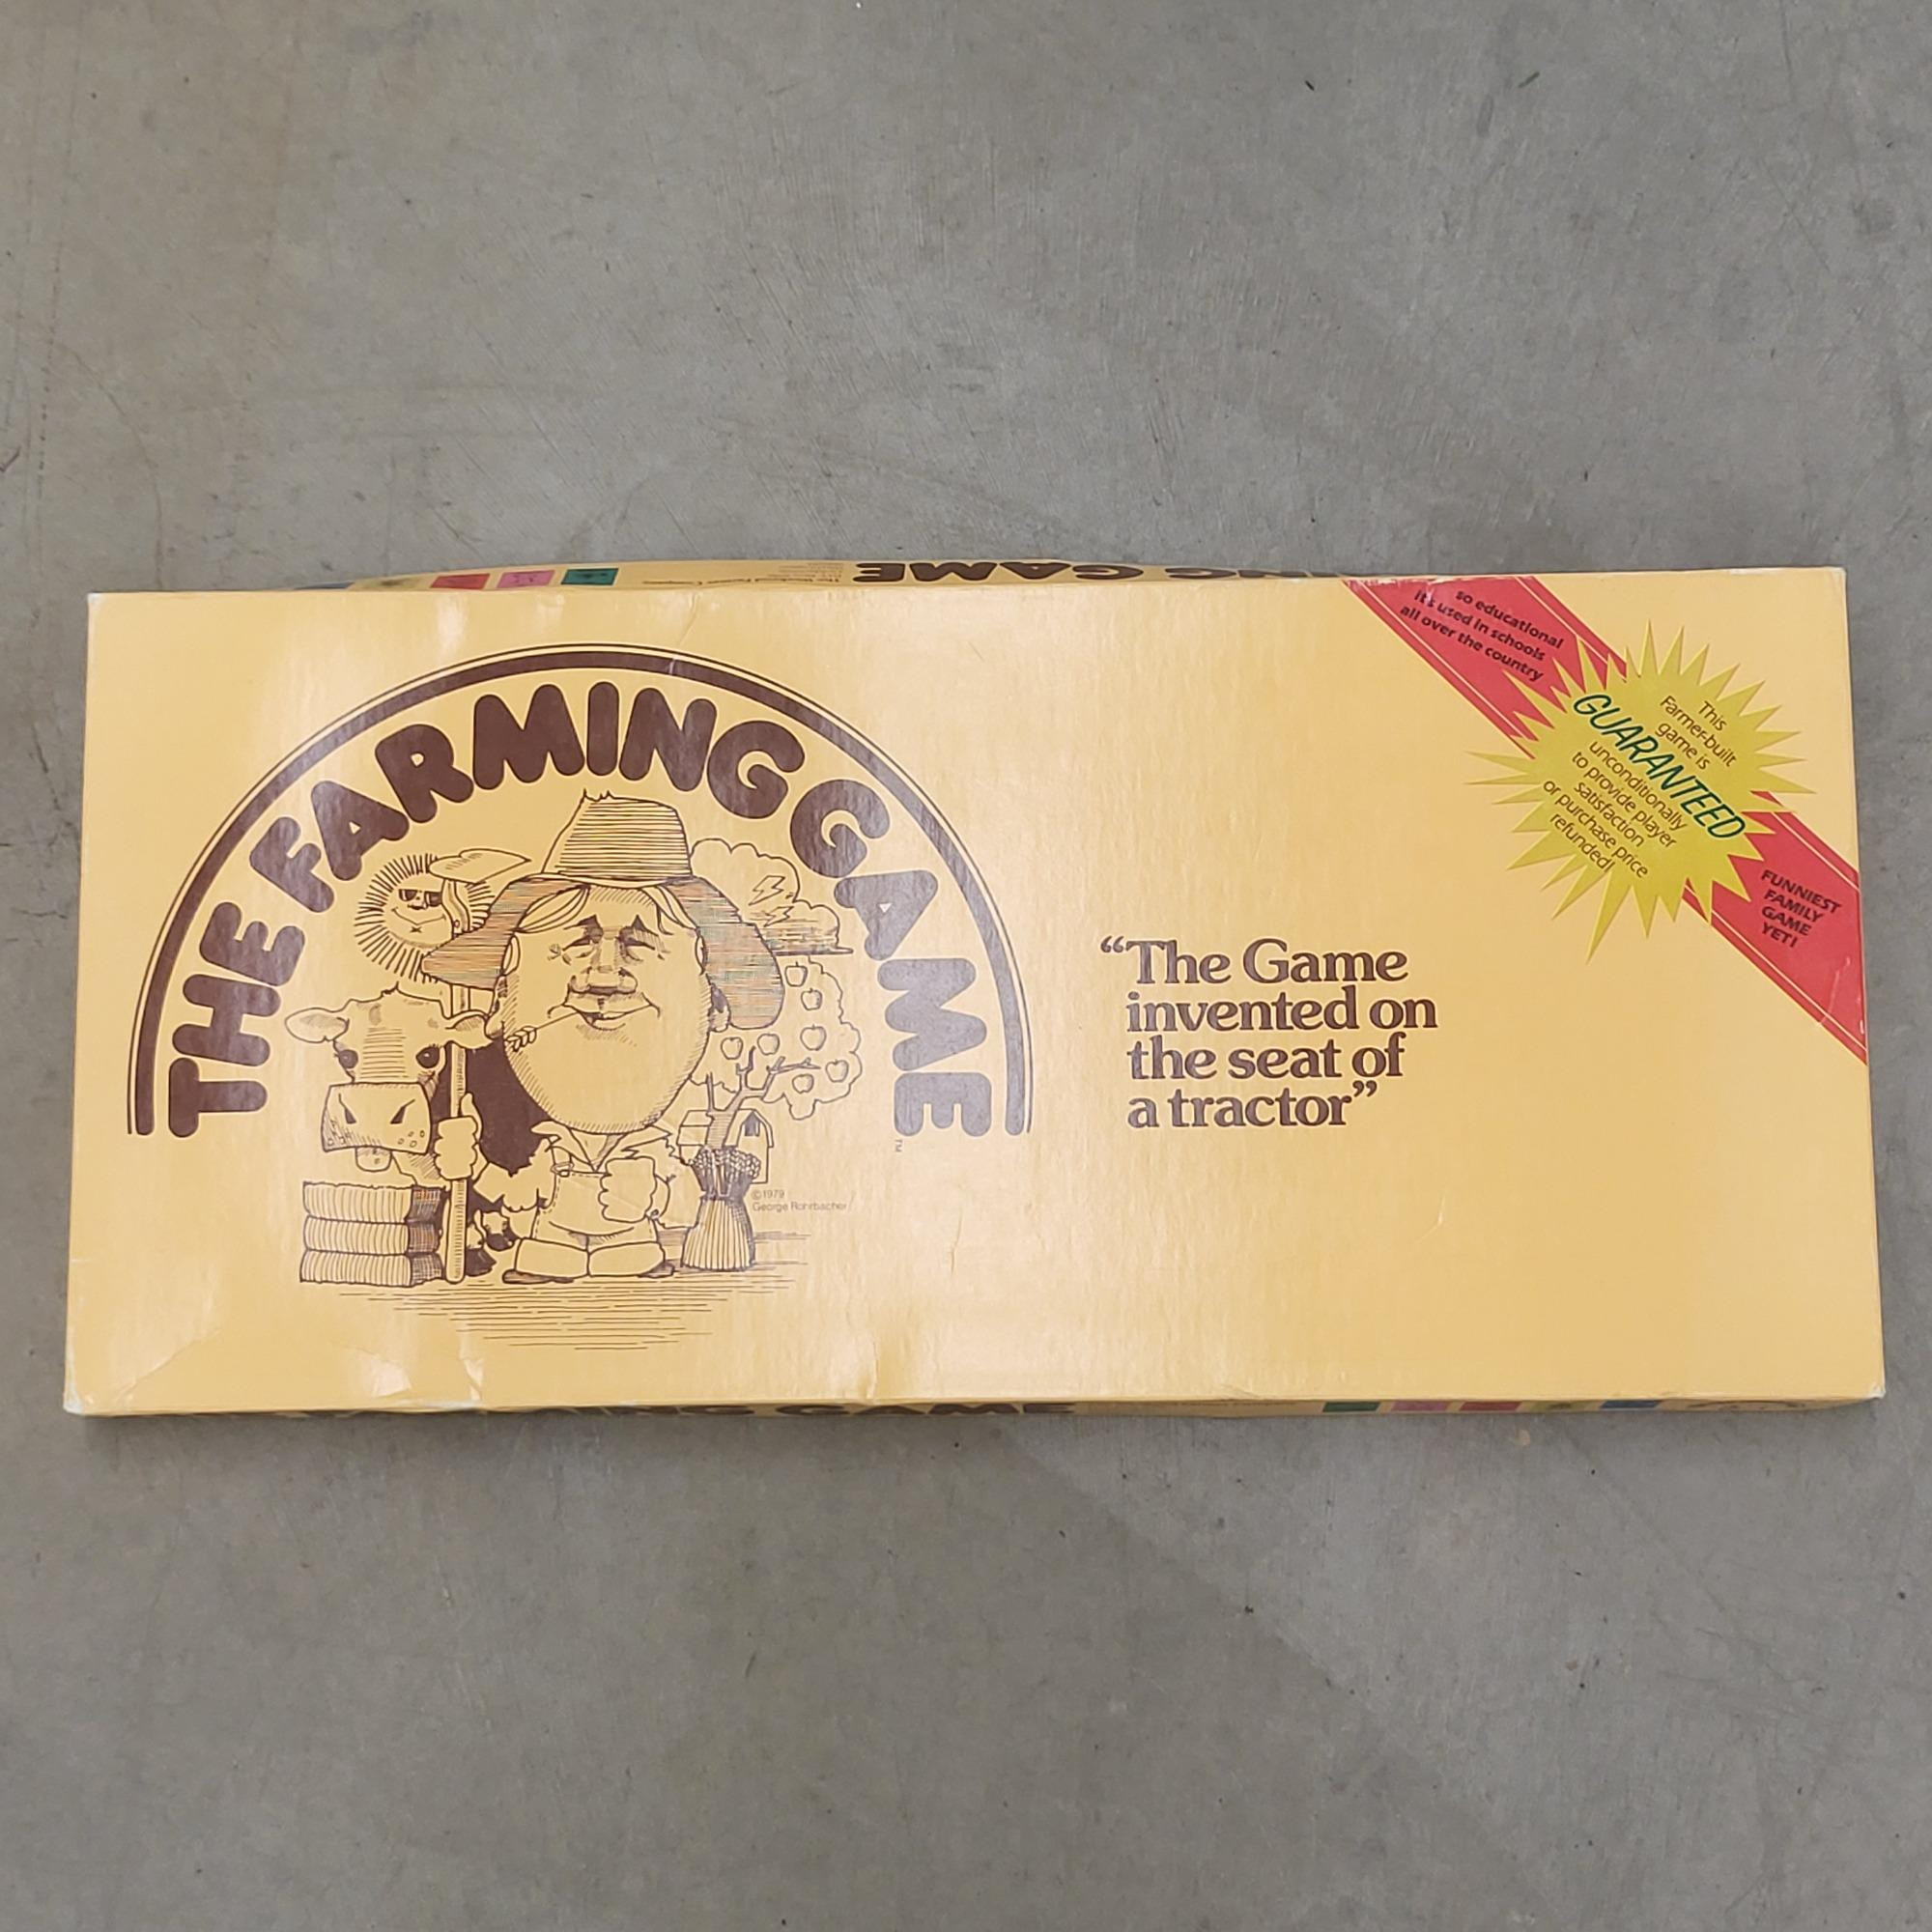 THE FARMING GAME
™
©1979
George Rohrbacher
“The Game
invented on
the seat of
a tractor”
so educational
it's used in schools
all over the country
This
Farmer-built
game is
GUARANTEED
unconditionally
to provide player
satisfaction
or purchase price
refunded!
FUNNIEST
FAMILY
GAME
YET!
GAME
GAME